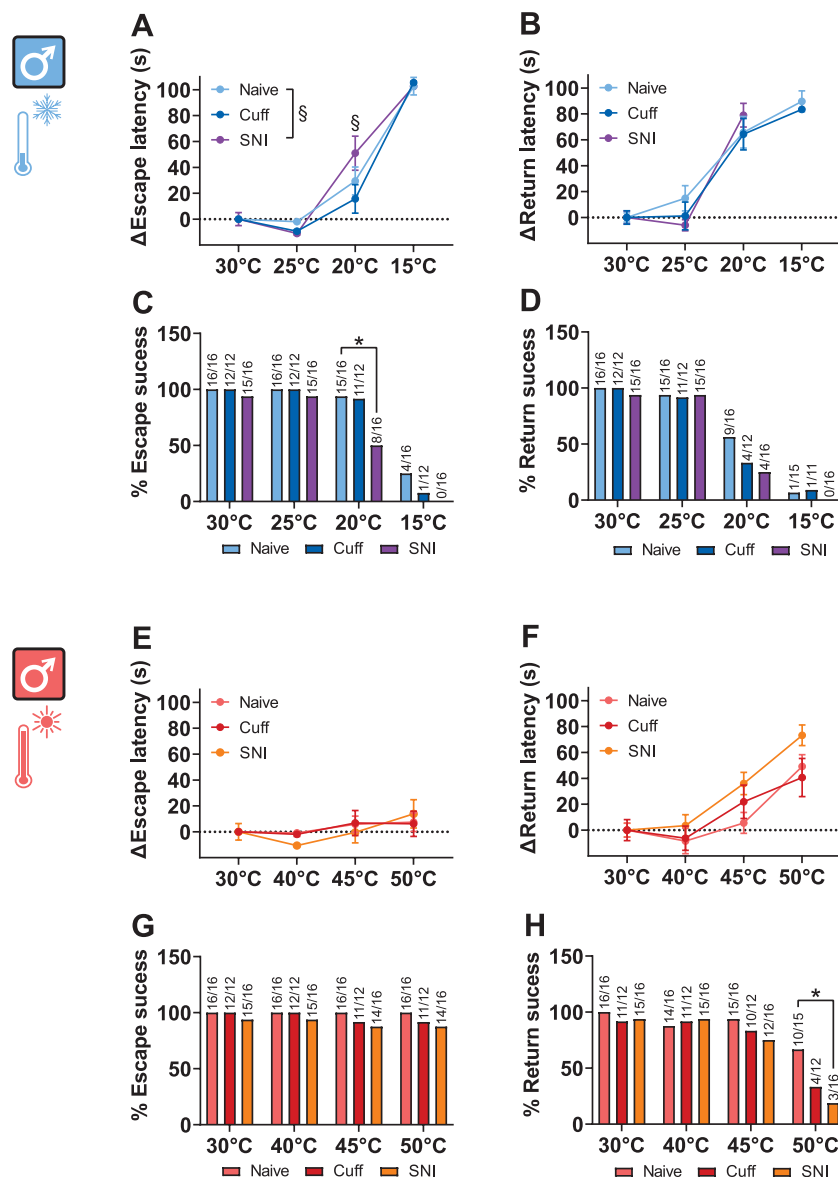 A
ΔEscape latency (s)
100
80
60
40
20
0
Naive
Cuff
SNI
§
§
30°C 25°C 20°C 15°C
B
ΔReturn latency (s)
100
80
60
40
20
0
Naive
Cuff
SNI
30°C 25°C 20°C 15°C
C
% Escape sucess
150
100
50
0
16/16 12/12 15/16 16/16 12/12 15/16 15/16 11/12 8/16 4/16 1/12 0/16
*
30°C 25°C 20°C 15°C
Naive Cuff SNI
D
% Return sucess
150
100
50
0
16/16 12/12 15/16 15/16 11/12 15/16 9/16 4/12 4/16 1/15 1/11 0/16
30°C 25°C 20°C 15°C
Naive Cuff SNI
E
ΔEscape latency (s)
100
80
60
40
20
0
Naive
Cuff
SNI
30°C 40°C 45°C 50°C
F
ΔReturn latency (s)
100
80
60
40
20
0
Naive
Cuff
SNI
30°C 40°C 45°C 50°C
G
% Escape sucess
150
100
50
0
16/16 12/12 15/16 16/16 12/12 15/16 16/16 11/12 14/16 16/16 11/12 14/16
30°C 40°C 45°C 50°C
Naive Cuff SNI
H
% Return sucess
150
100
50
0
16/16 11/12 15/16 14/16 11/12 15/16 15/16 10/12 12/16 10/15 4/12 3/16
*
30°C 40°C 45°C 50°C
Naive Cuff SNI